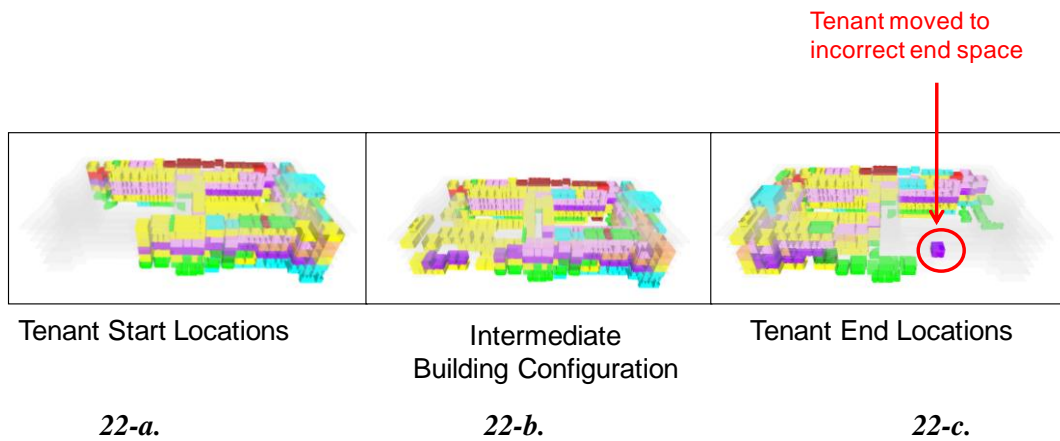 Tenant moved to
incorrect end space
Tenant Start Locations
Intermediate
Building Configuration
Tenant End Locations
22-a.
22-b.
22-c.